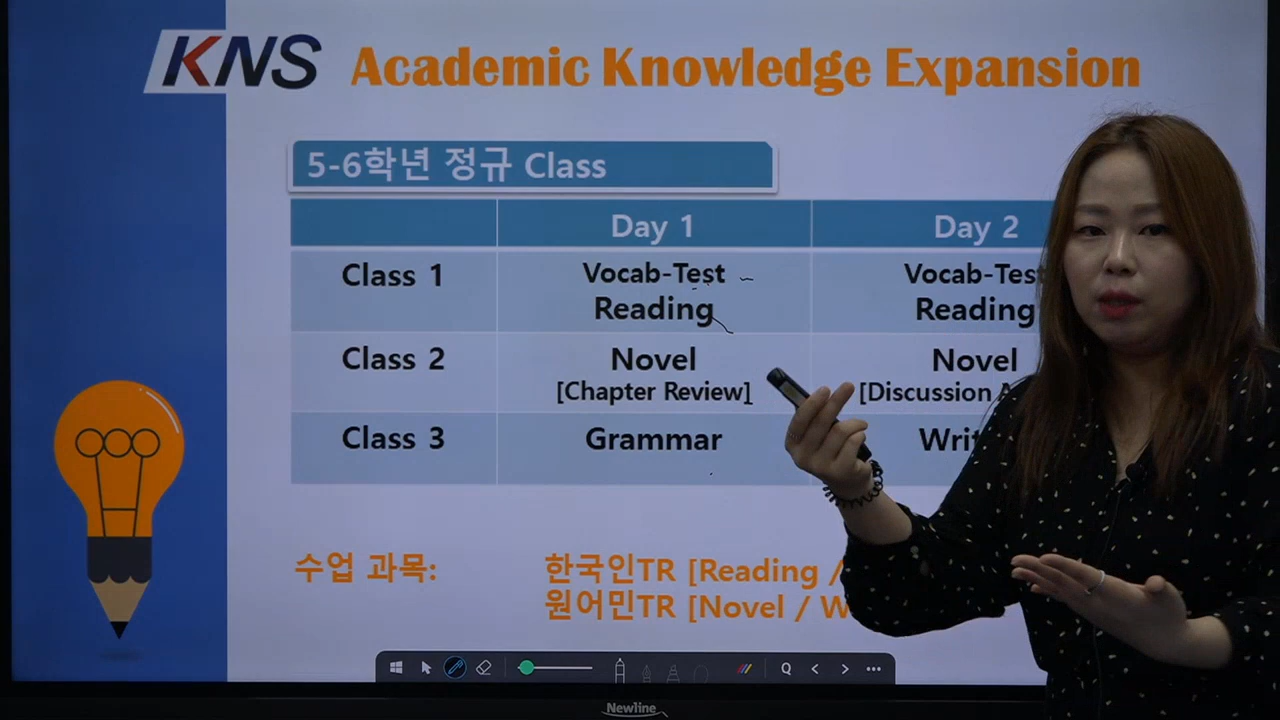 KNS Academic Knowledge Expansion
5-6학년 정규 Class
Day 1 Day 2
Class 1 Vocab-Test Vocab-Test
Reading Reading
Class 2 Novel Novel
[Chapter Review] [Discussion
Class 3 Grammar
수업 과목: 한국인TR [Reading /
원어민TR [Novel /
Newline